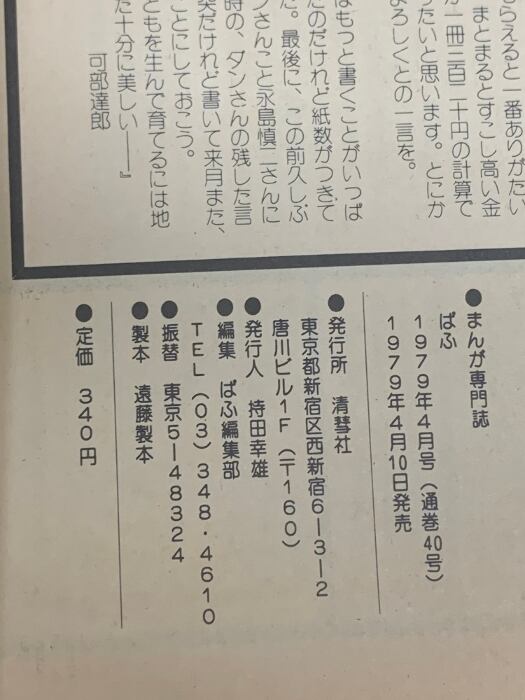 もらえると一番ありがたい
まとまるとすこし高い金
一冊二百二十円の計算で
ったいと思います。とにか
よろしくとの一言を。
はもっと書くことがいっぱ
たのだけれど紙数がつきて
た。最後に、この前久しぶ
ンさんこと永島慎二さんに
時の、ダンさんの残した言
突だけれど書いて来月また、
ことにしておこう。
ともを生んで育てるには地
た十分に美しい――』
可部達郎
●まんが専門誌
ぱふ
1979年4月号(通巻40号)
1979年4月10日発売
●発行所 清彗社
東京都新宿区西新宿6-3-2
唐川ビル1F(〒160)
●発行人 持田幸雄
●編集 ぱふ編集部
TEL(03)348・4610
●振替 東京5-48324
●製本 遠藤製本
●定価 340円